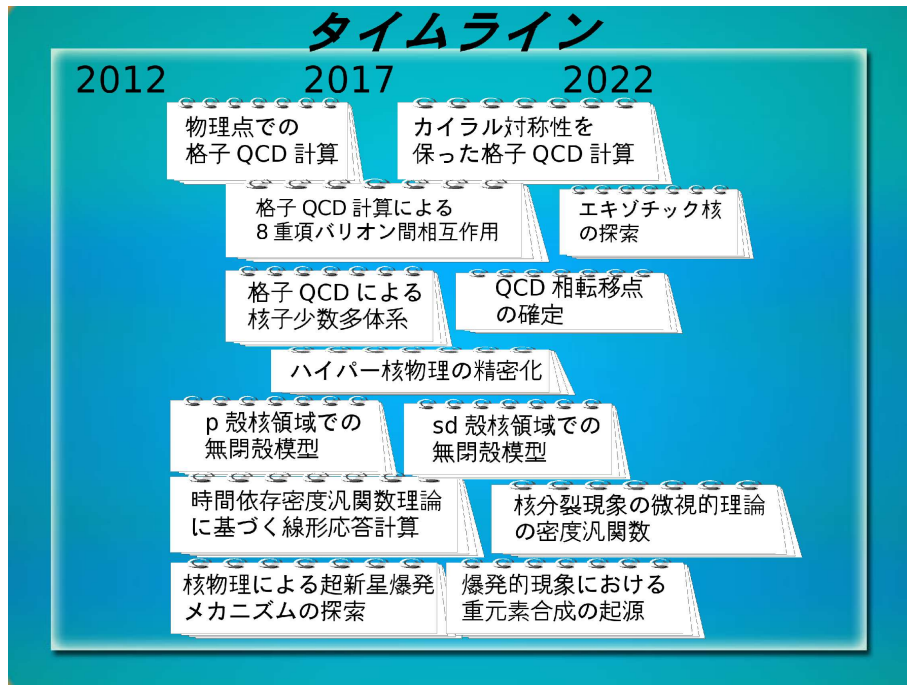 タイムライン
2012 2017 2022
物理点での
格子 QCD 計算
カイラル対称性を
保った格子 QCD 計算
格子 QCD 計算による
8 重項バリオン間相互作用
エキゾチック核
の探索
格子 QCD による
核子少数多体系
QCD 相転移点
の確定
ハイパー核物理の精密化
p 殻核領域での
無閉殻模型
sd 殻核領域での
無閉殻模型
時間依存密度汎関数理論
に基づく線形応答計算
核分裂現象の微視的理論
の密度汎関数
核物理による超新星爆発
メカニズムの探索
爆発的現象における
重元素合成の起源